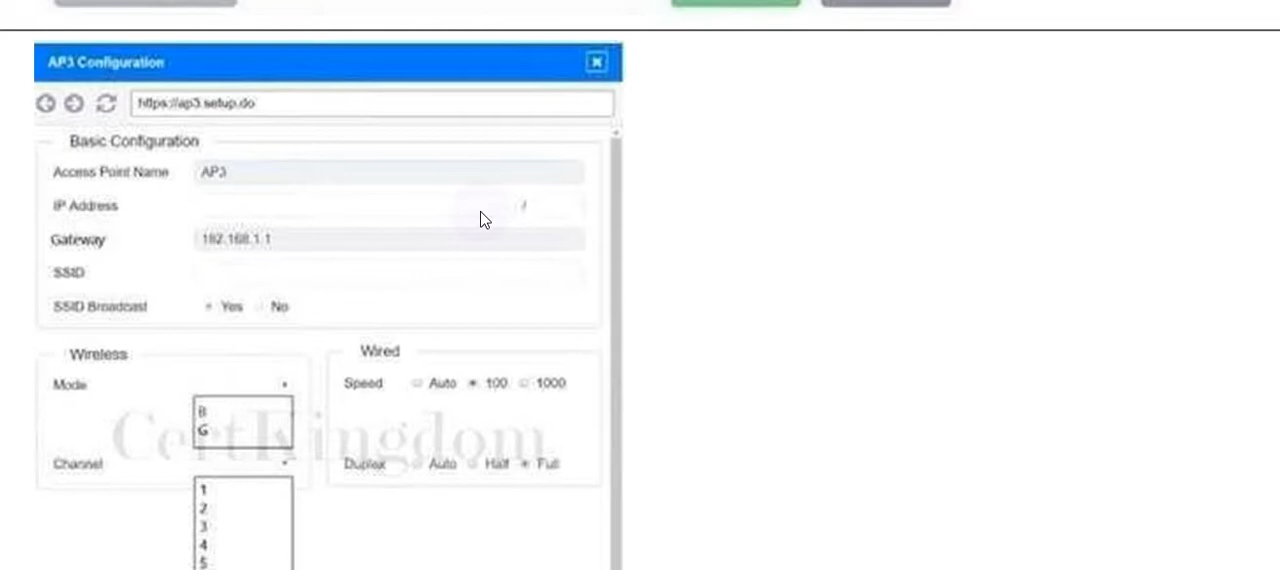 AP3 Configuration
https://ap3.setup.do
Basic Configuration
Access Point Name AP3
IP Address /
Gateway 192.168.1.1
SSID
SSID Broadcast Yes No
Wireless
Mode
B
G
Channel
1
2
3
4
5
Wired
Speed Auto 100 1000
Duplex Auto Half Full
CertKingdom